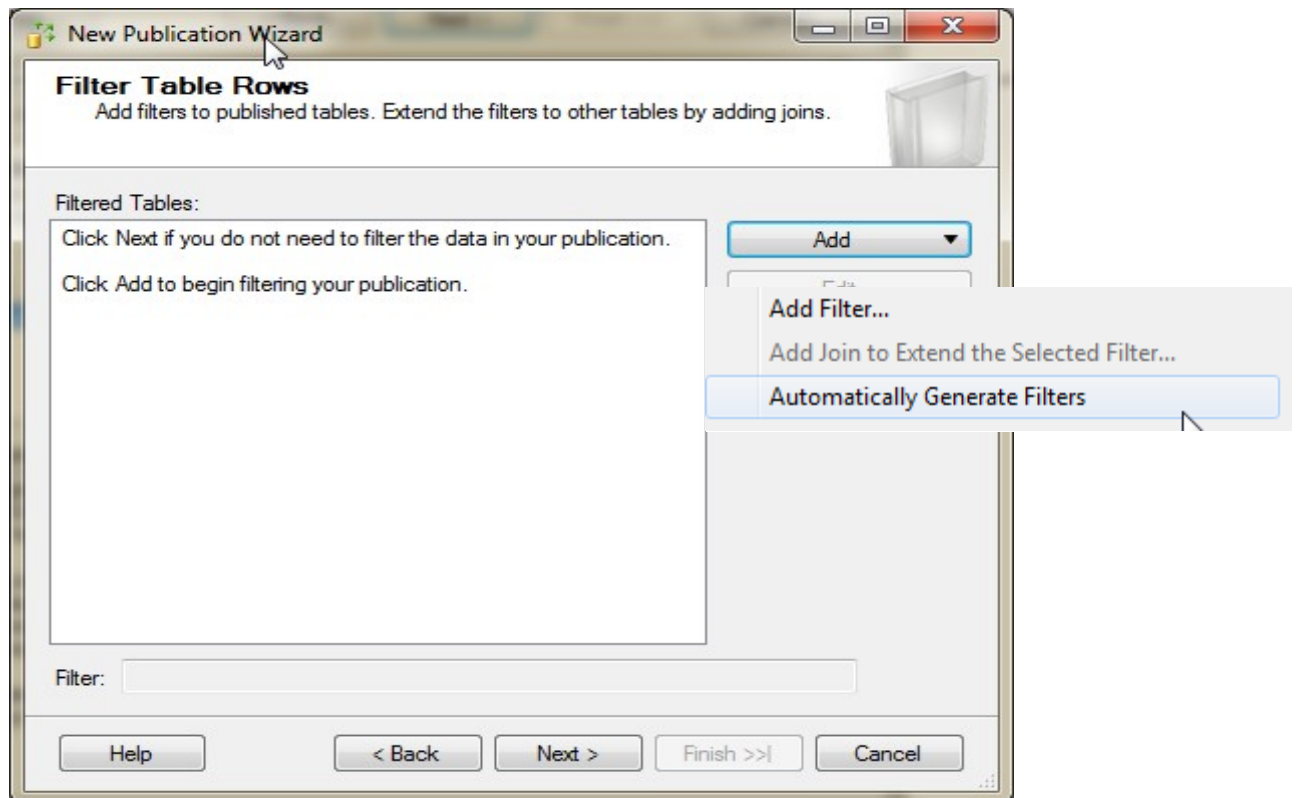 New Publication Wizard
Filter Table Rows
Add filters to published tables. Extend the filters to other tables by adding joins.
Filtered Tables:
Click Next if you do not need to filter the data in your publication.
Click Add to begin filtering your publication.
Add
Add Filter...
Add Join to Extend the Selected Filter...
Automatically Generate Filters
Filter:
Help
< Back
Next >
Finish >>|
Cancel